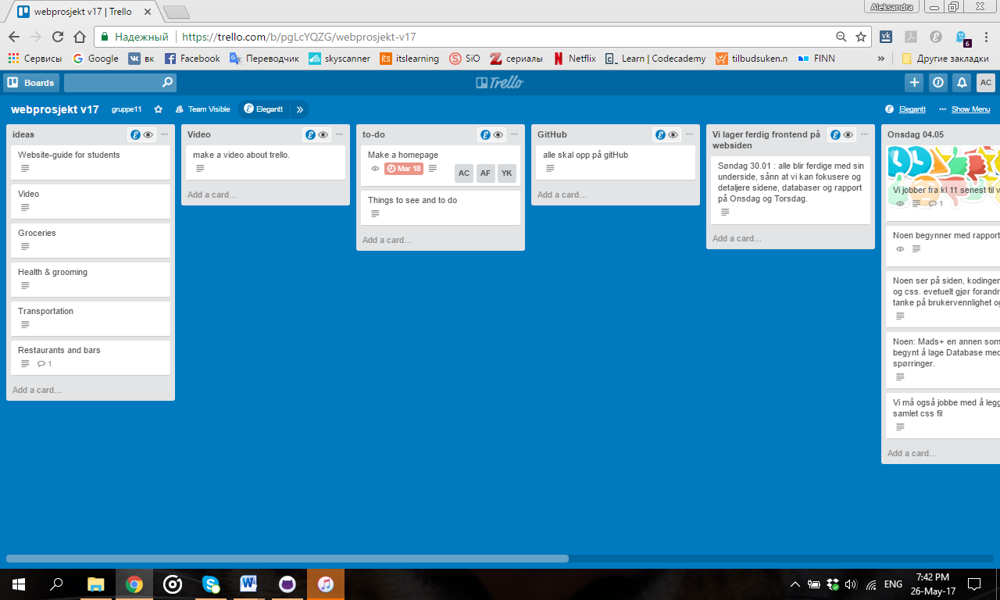 webprosjekt v17 | Trello
Aleksandra
Надежный
https://trello.com/b/pgLcYQZG/webprosjekt-v17
vk
6
Сервисы
Google
вк
Facebook
Переводчик
skyscanner
its
itslearning
SiO
сериалы
Netflix
Learn | Codecademy
tilbudsuken.n
FINN
»
Другие закладки
Boards
Trello
AC
webprosjekt v17
gruppe11
Team Visible
Elegantt
»
Elegantt
Show Menu
ideas
Website-guide for students
Video
Groceries
Health & grooming
Transportation
Restaurants and bars
1
Add a card…
Video
make a video about trello.
Add a card…
to-do
Make a homepage
Mar 18
AC
AF
YK
Things to see and to do
Add a card…
GitHub
alle skal opp på gitHub
Add a card…
Vi lager ferdig frontend på
websiden
Søndag 30.01 : alle blir ferdige med sin
underside, sånn at vi kan fokusere og
detaljere sidene, databaser og rapport
på Onsdag og Torsdag.
Add a card…
Onsdag 04.05
Vi jobber fra kl 11 senest til v
1
Noen begynner med rapport
Noen ser på siden, kodingen
og css. evetuelt gjør forandr
tanke på brukervennlighet og
Noen: Mads+ en annen som
begynt å lage Database med
spørringer.
Vi må også jobbe med å legg
samlet css fil
Add a card…
ENG
7:42 PM
26-May-17